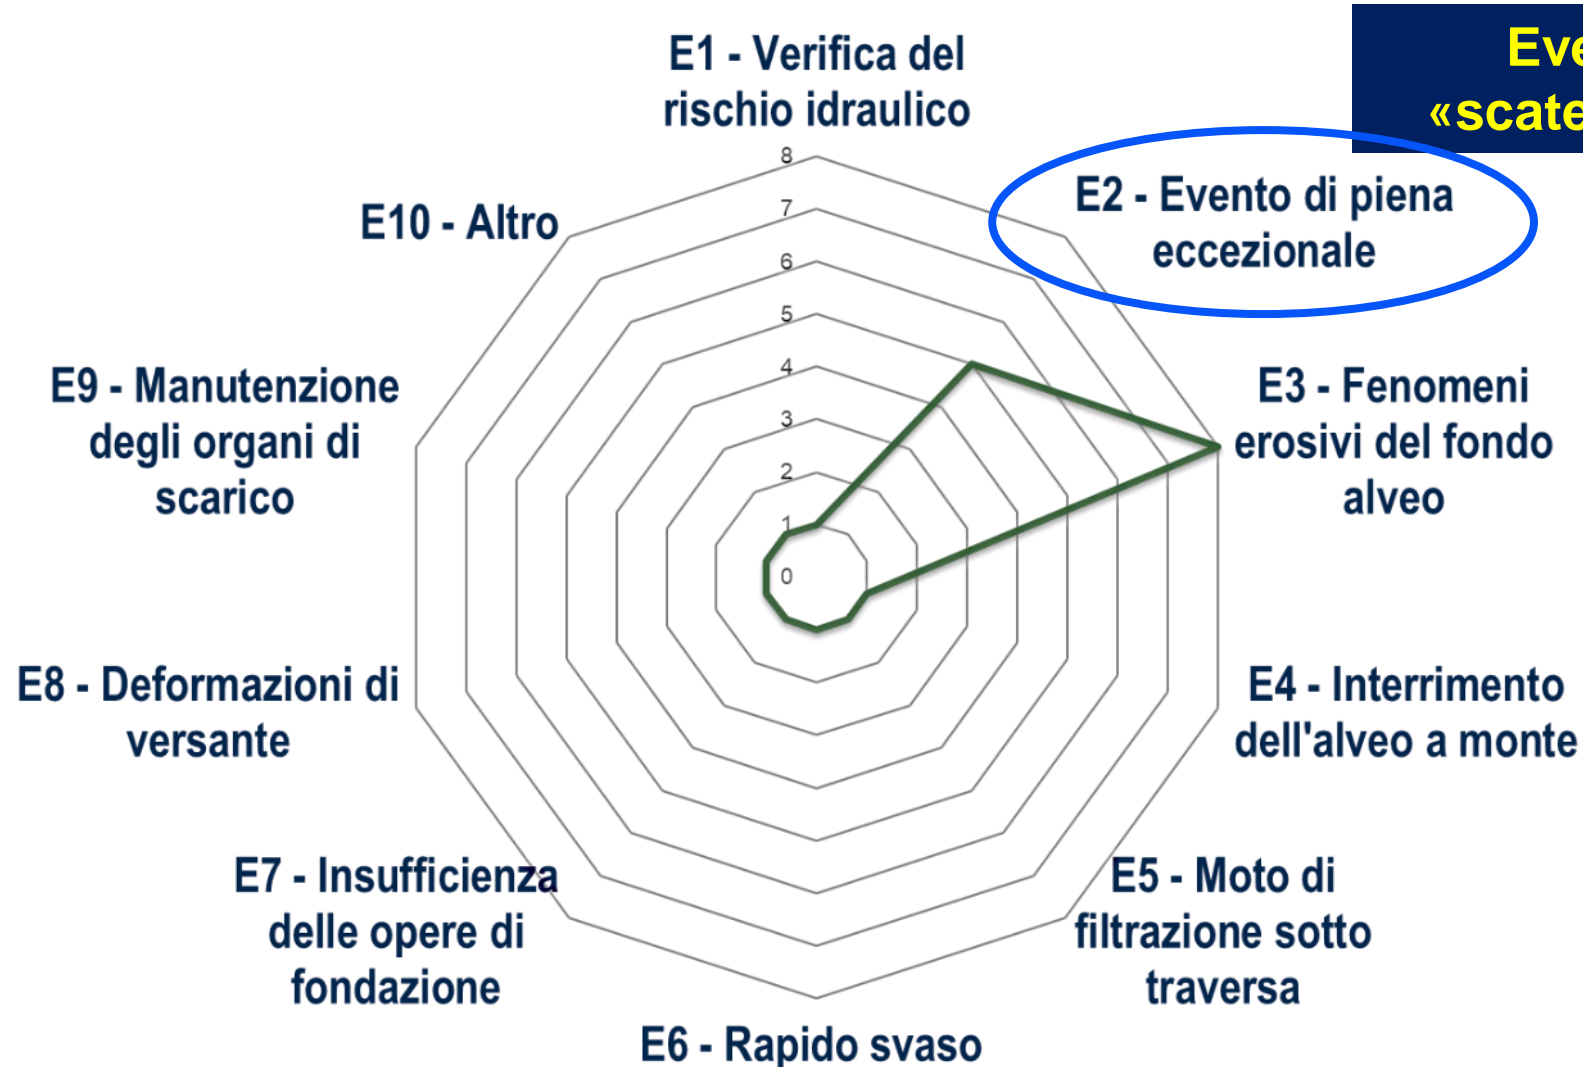 E1 - Verifica del
rischio idraulico
«
E2 - Evento di piena
eccezionale
E3 - Fenomeni
erosivi del fondo
alveo
E4 - Interrimento
dell'alveo a monte
E5 - Moto di
filtrazione sotto
traversa
E6 - Rapido svaso
E7 - Insufficienza
delle opere di
fondazione
E8 - Deformazioni di
versante
E9 - Manutenzione
degli organi di
scarico
E10 - Altro
8
7
6
5
4
3
2
1
0